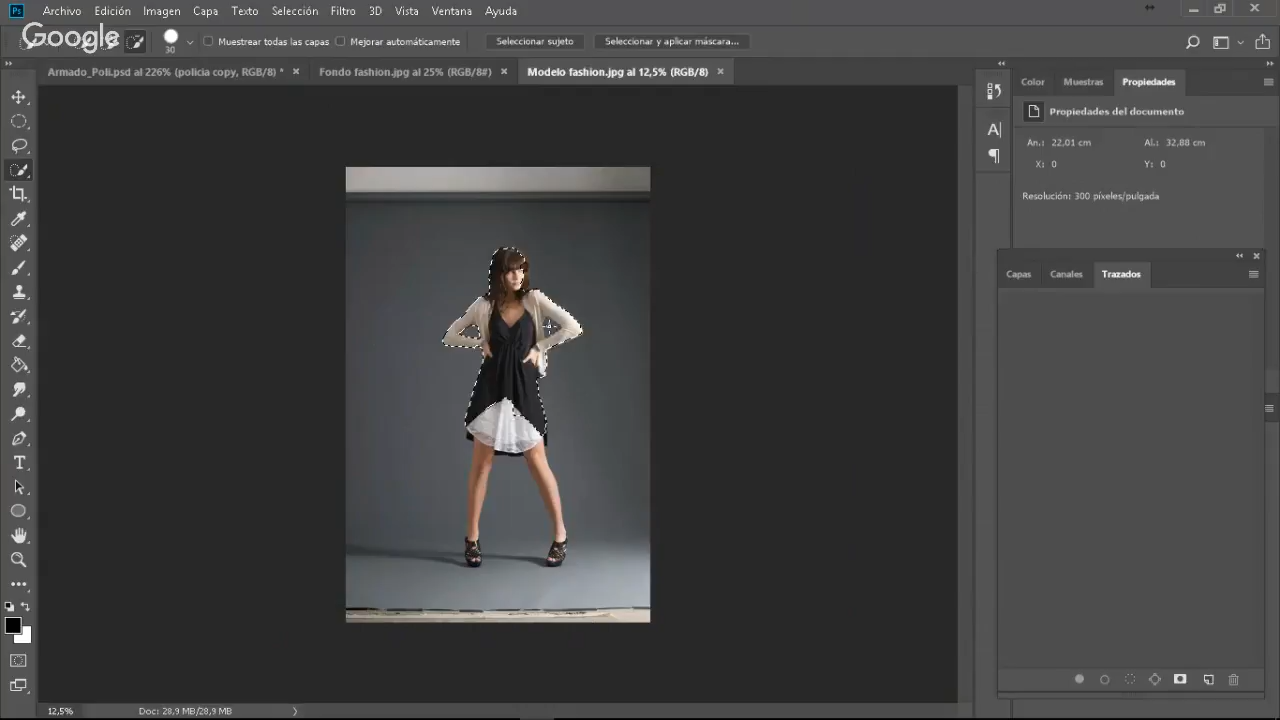 Ps Archivo Edición Imagen Capa Texto Selección Filtro 3D Vista Ventana Ayuda
Google
30 Muestrear todas las capas Mejorar automáticamente Seleccionar sujeto Seleccionar y aplicar máscara...
Armado_Poli.psd al 226% (policia copy, RGB/8) * × Fondo fashion.jpg al 25% (RGB/8#) × Modelo fashion.jpg al 12,5% (RGB/8) ×
Color Muestras Propiedades
Propiedades del documento
An.: 22,01 cm Al.: 32,88 cm
X: 0 Y: 0
Resolución: 300 píxeles/pulgada
Capas Canales Trazados
12,5% Doc: 28,9 MB/28,9 MB